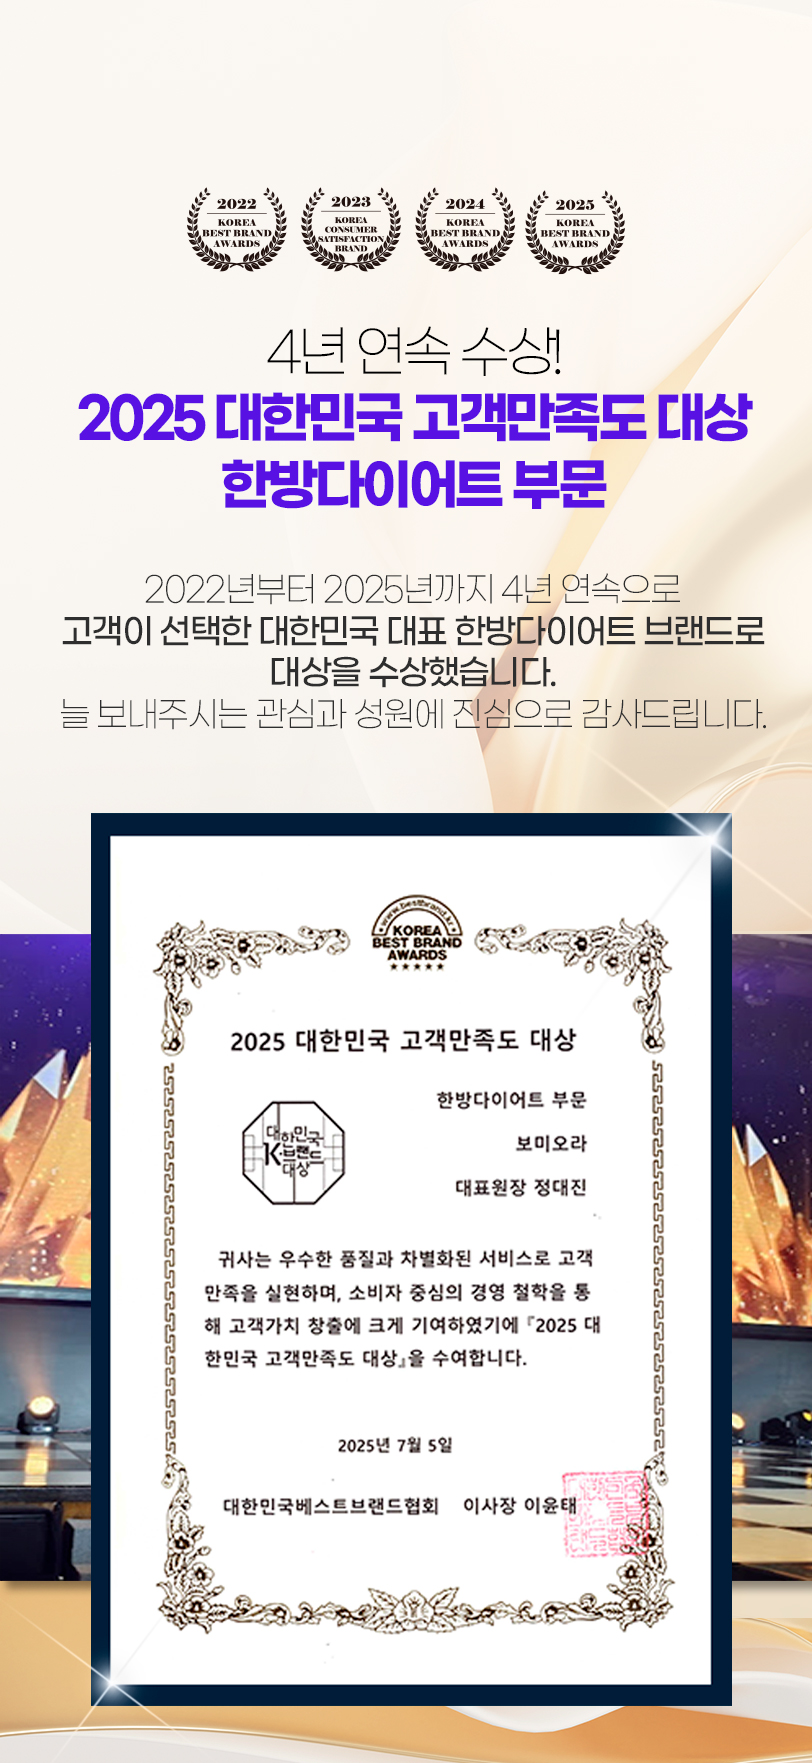 2022
KOREA
BEST BRAND
AWARDS
2023
KOREA
CONSUMER
SATISFACTION
BRAND
2024
KOREA
BEST BRAND
AWARDS
2025
KOREA
BEST BRAND
AWARDS
4년 연속 수상!
2025 대한민국 고객만족도 대상
한방다이어트 부문
2022년부터 2025년까지 4년 연속으로
고객이 선택한 대한민국 대표 한방다이어트 브랜드로
대상을 수상했습니다.
늘 보내주시는 관심과 성원에 진심으로 감사드립니다.
www.bestbrand.kr
KOREA
BEST BRAND
AWARDS
2025 대한민국 고객만족도 대상
대한민국
K-브랜드
대상
한방다이어트 부문
보미오라
대표원장 정대진
귀사는 우수한 품질과 차별화된 서비스로 고객
만족을 실현하며, 소비자 중심의 경영 철학을 통
해 고객가치 창출에 크게 기여하였기에 『2025 대
한민국 고객만족도 대상』을 수여합니다.
2025년 7월 5일
대한민국베스트브랜드협회 이사장 이윤태